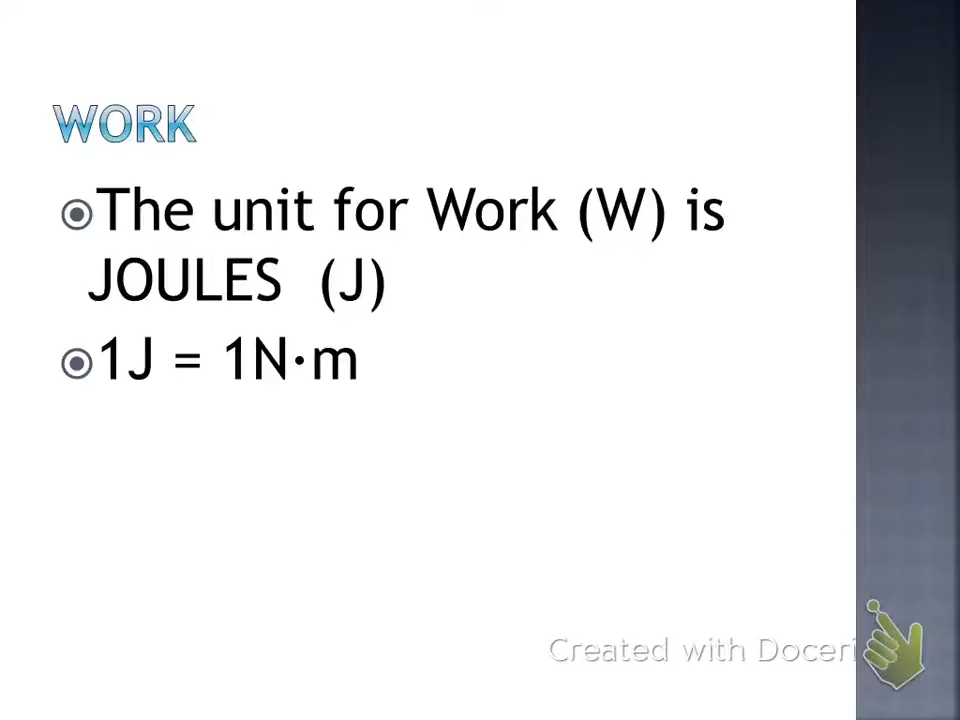 WORK
The unit for Work (W) is
JOULES (J)
1J = 1N·m
Created with Doceri